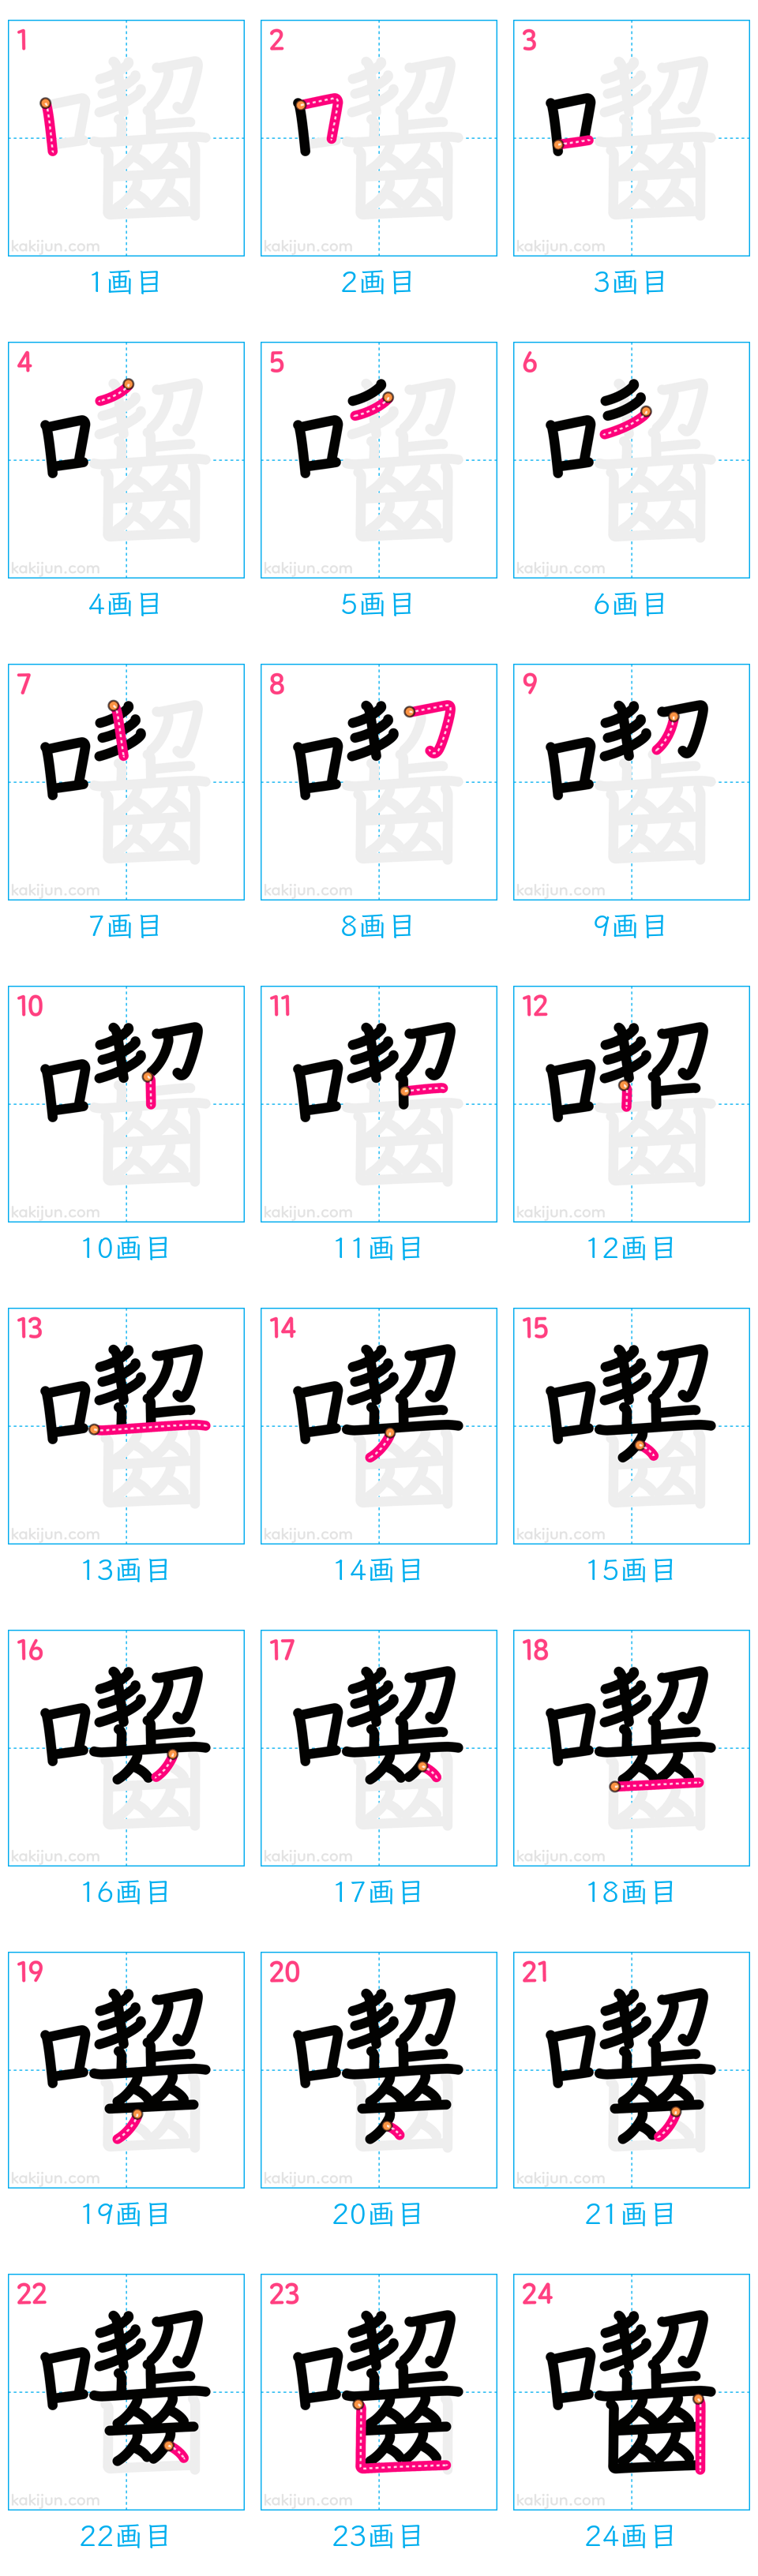 1 2 3
kakijun.com kakijun.com kakijun.com
1画目 2画目 3画目
4 5 6
kakijun.com kakijun.com kakijun.com
4画目 5画目 6画目
7 8 9
kakijun.com kakijun.com kakijun.com
7画目 8画目 9画目
10 11 12
kakijun.com kakijun.com kakijun.com
10画目 11画目 12画目
13 14 15
kakijun.com kakijun.com kakijun.com
13画目 14画目 15画目
16 17 18
kakijun.com kakijun.com kakijun.com
16画目 17画目 18画目
19 20 21
kakijun.com kakijun.com kakijun.com
19画目 20画目 21画目
22 23 24
囓
kakijun.com kakijun.com kakijun.com
22画目 23画目 24画目